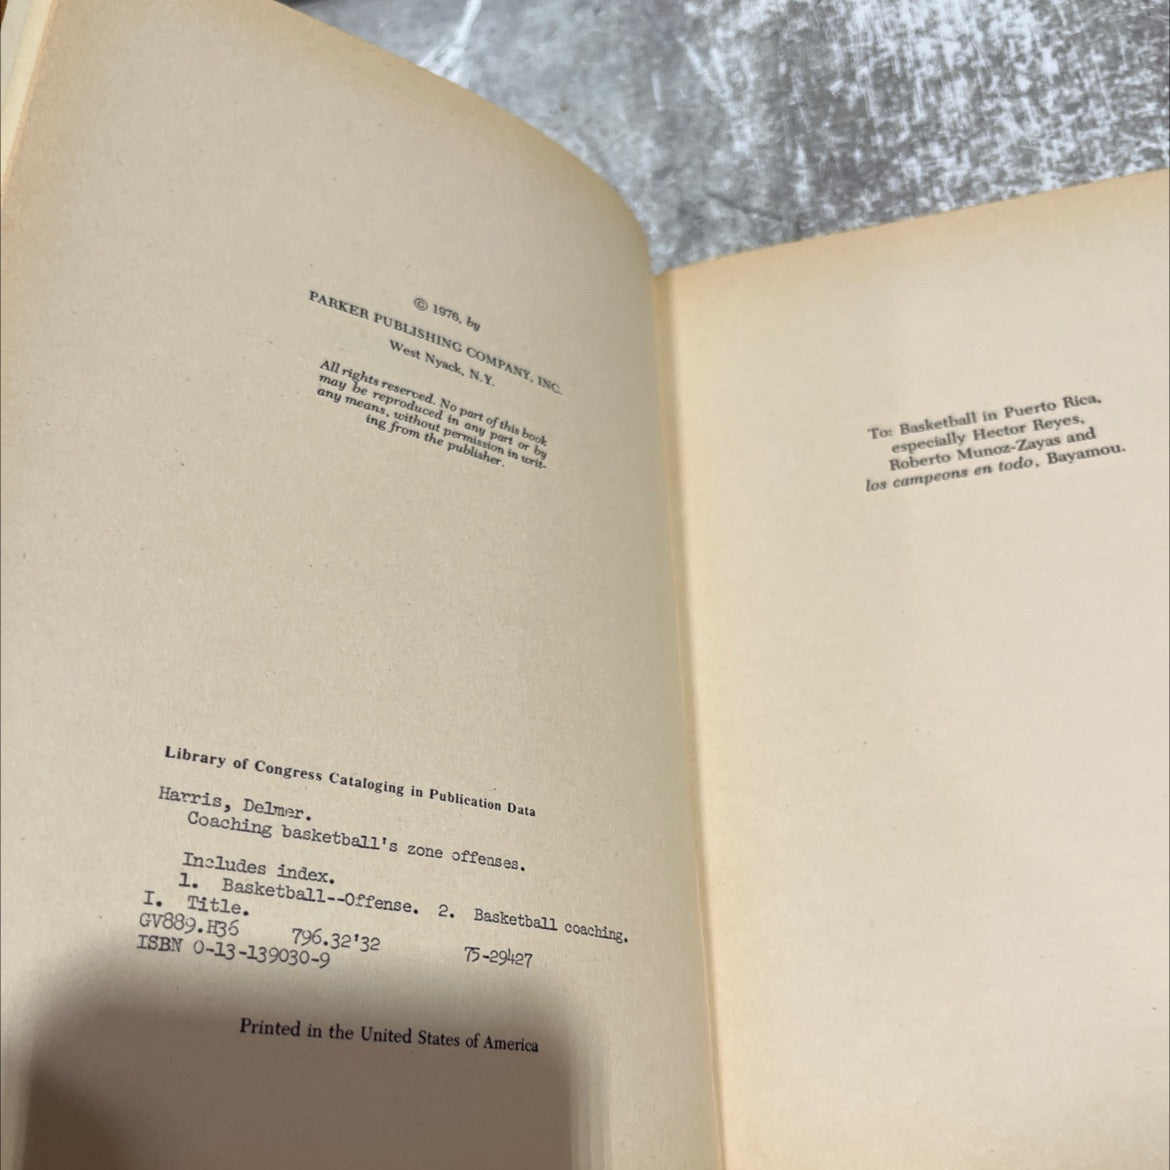 © 1976, by
PARKER PUBLISHING COMPANY, INC.
West Nyack, N.Y.
All rights reserved. No part of this book
may be reproduced in any part or by
any means, without permission in writ-
ing from the publisher.
Library of Congress Cataloging in Publication Data
Harris, Delmer.
Coaching basketball's zone offenses.
Includes index.
1. Basketball--Offense. 2. Basketball coaching.
I. Title.
GV889.H36 796.32'32 75-29427
ISBN 0-13-139030-9
Printed in the United States of America
To: Basketball in Puerto Rica,
especially Hector Reyes,
Roberto Munoz-Zayas and
los campeons en todo, Bayamou.